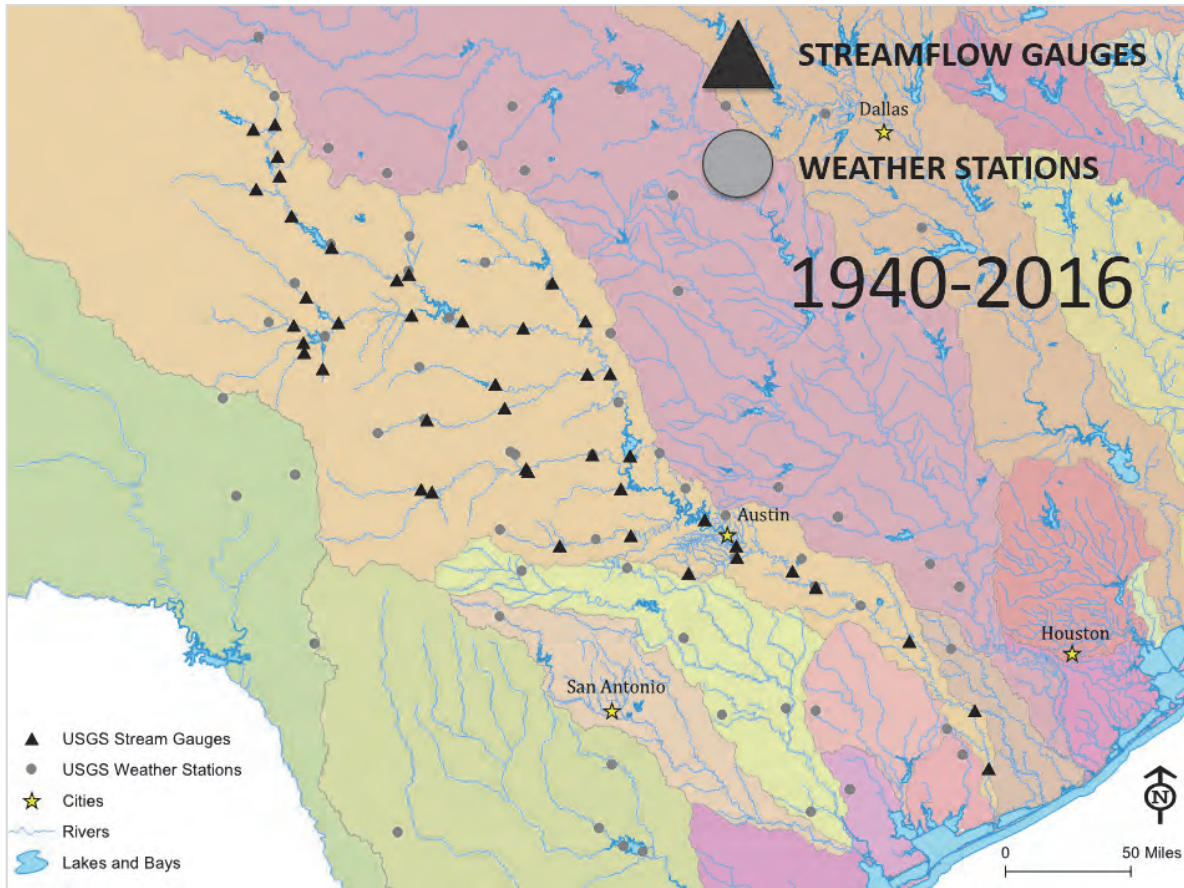 STREAMFLOW GAUGES
Dallas
WEATHER STATIONS
1940-2016
Austin
Houston
San Antonio
USGS Stream Gauges
USGS Weather Stations
Cities
Rivers
Lakes and Bays
N
0 50 Miles